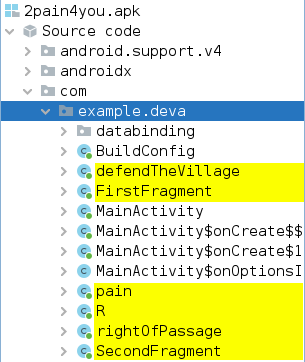 2pain4you.apk
Source code
android.support.v4
androidx
com
example.deva
databinding
BuildConfig
defendTheVillage
FirstFragment
MainActivity
MainActivity$onCreate$$
MainActivity$onCreate$1
MainActivity$onOptionsI
pain
R
rightOfPassage
SecondFragment